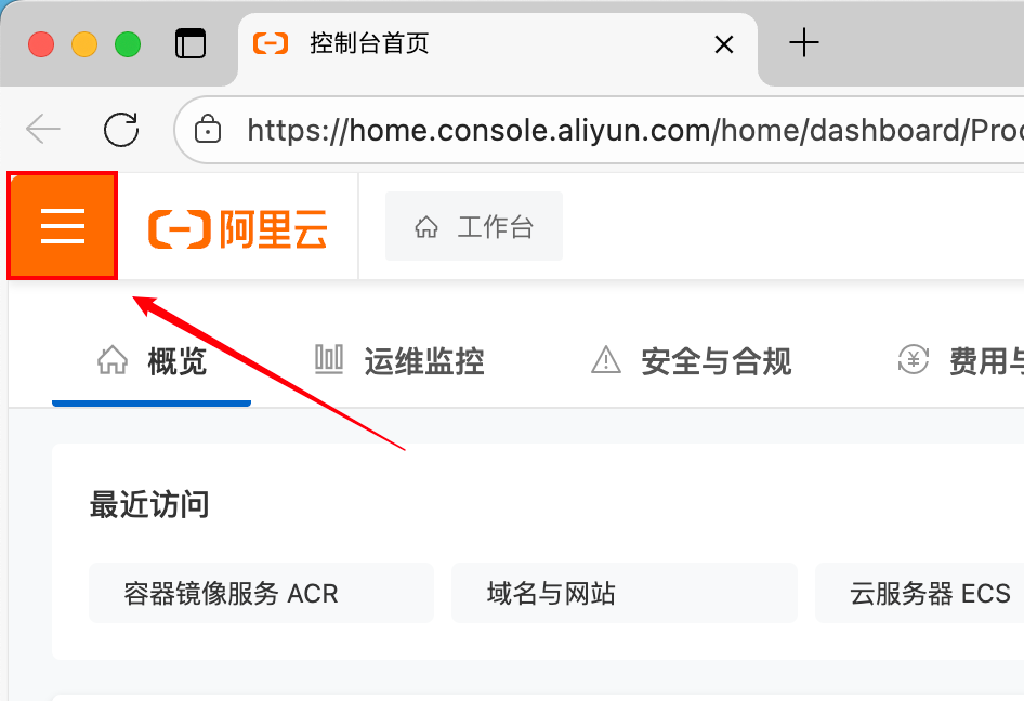 控制台首页
https://home.console.aliyun.com/home/dashboard/Proc
阿里云 工作台
概览 运维监控 安全与合规 费用与
最近访问
容器镜像服务 ACR 域名与网站 云服务器 ECS